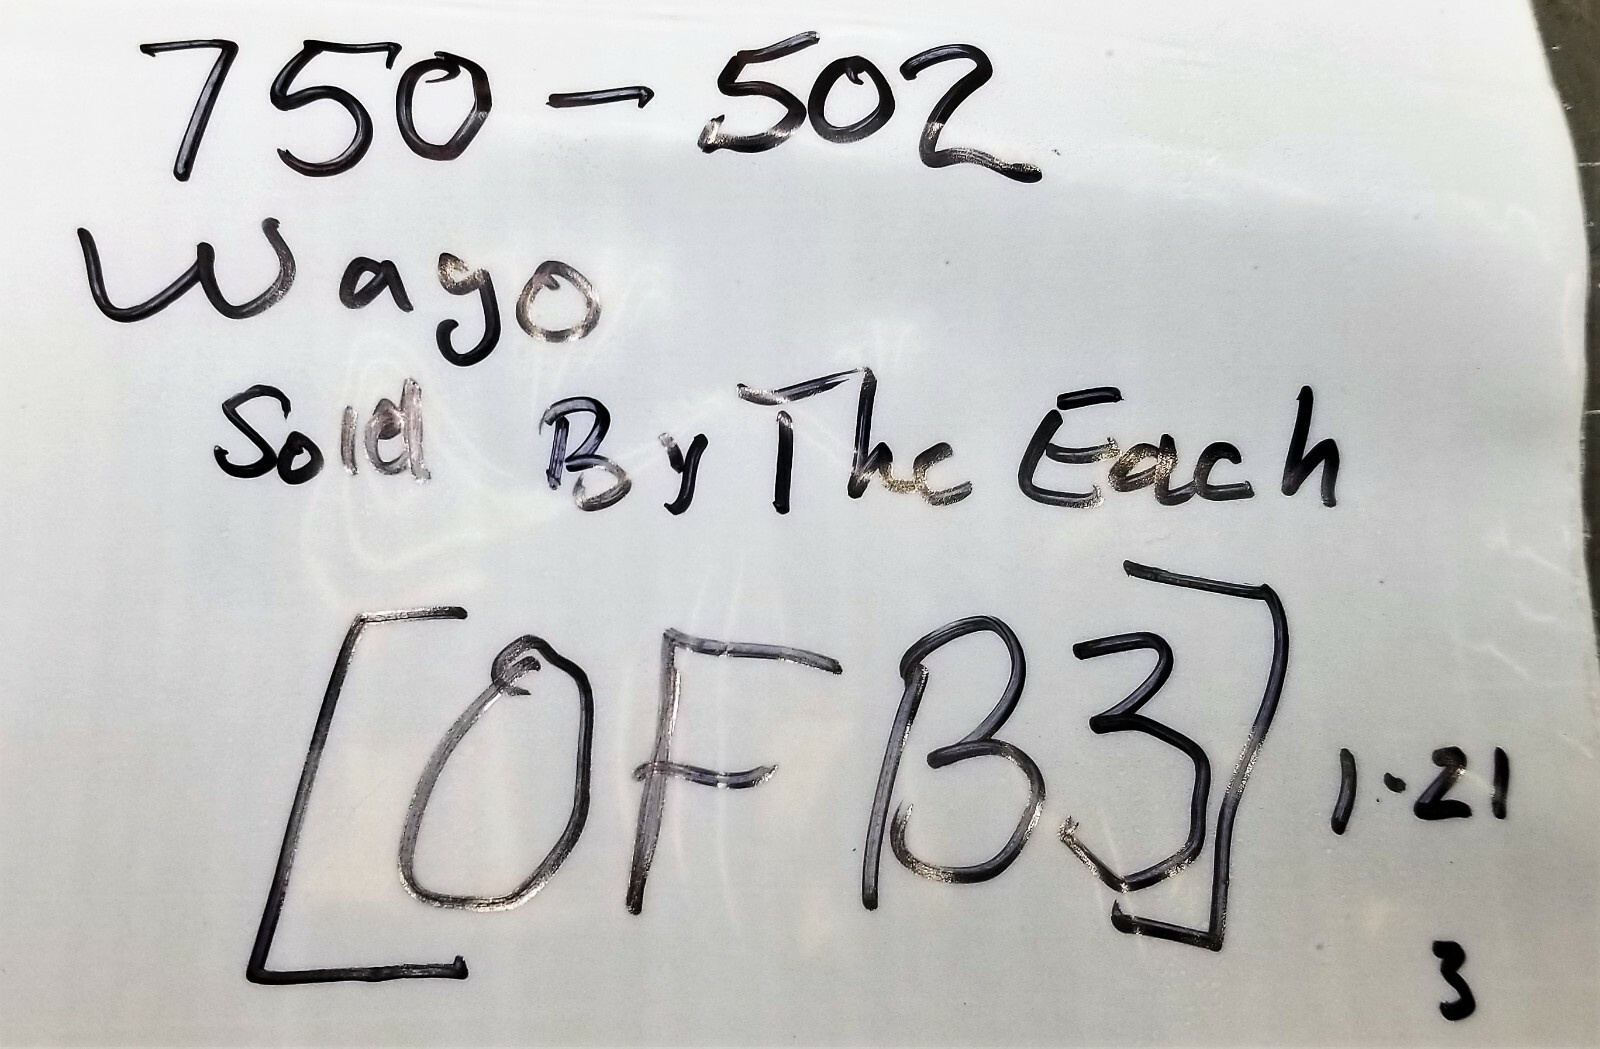 750-502
Wago
Sold By The Each
[OFB3]
1-21
3